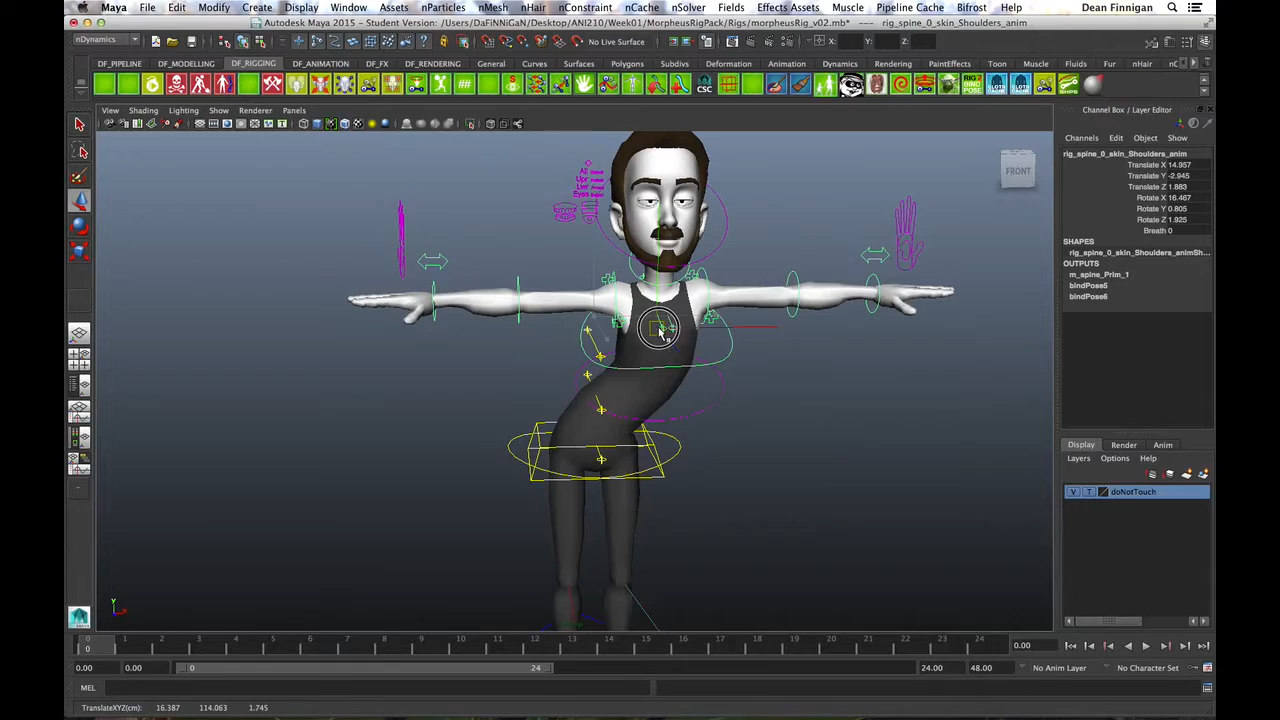 Maya File Edit Modify Create Display Window Assets nParticles nMesh nHair nConstraint nCache nSolver Fields Effects Assets Pipeline Cache Bifrost Help Dean Finnigan
Autodesk Maya 2015 - Student Version: /Users/DaFiNNiGaN/Desktop/ANI210/Week01/MorpheusRigPack/Rigs/morpheusRig_v02.mb* --- rig_spine_0_skin_Shoulders_anim
nDynamics No Live Surface X: Y: Z:
DF_PIPELINE DF_MODELLING DF_RIGGING DF_ANIMATION DF_FX DF_RENDERING General Curves Surfaces Polygons Subdivs Deformation Animation Dynamics Rendering PaintEffects Toon Muscle Fluids Fur nHair
## CSC
View Shading Lighting Show Renderer Panels
Channel Box / Layer Editor
Channels Edit Object Show
rig_spine_0_skin_Shoulders_anim
Translate X 14.957
Translate Y -2.945
Translate Z 1.883
Rotate X 16.467
Rotate Y 0.805
Rotate Z 1.925
Breath 0
SHAPES
rig_spine_0_skin_Shoulders_animSh...
OUTPUTS
m_spine_Prim_1
bindPose5
bindPose6
FRONT
All
Upr
Lwr
Eyes
y
x
Display Render Anim
Layers Options Help
V T doNotTouch
0 1 2 3 4 5 6 7 8 9 10 11 12 13 14 15 16 17 18 19 20 21 22 23 24
0 0.00
0.00 0.00 0 24 24.00 48.00 No Anim Layer No Character Set
MEL
TranslateXYZ(cm): 16.387 114.063 1.745